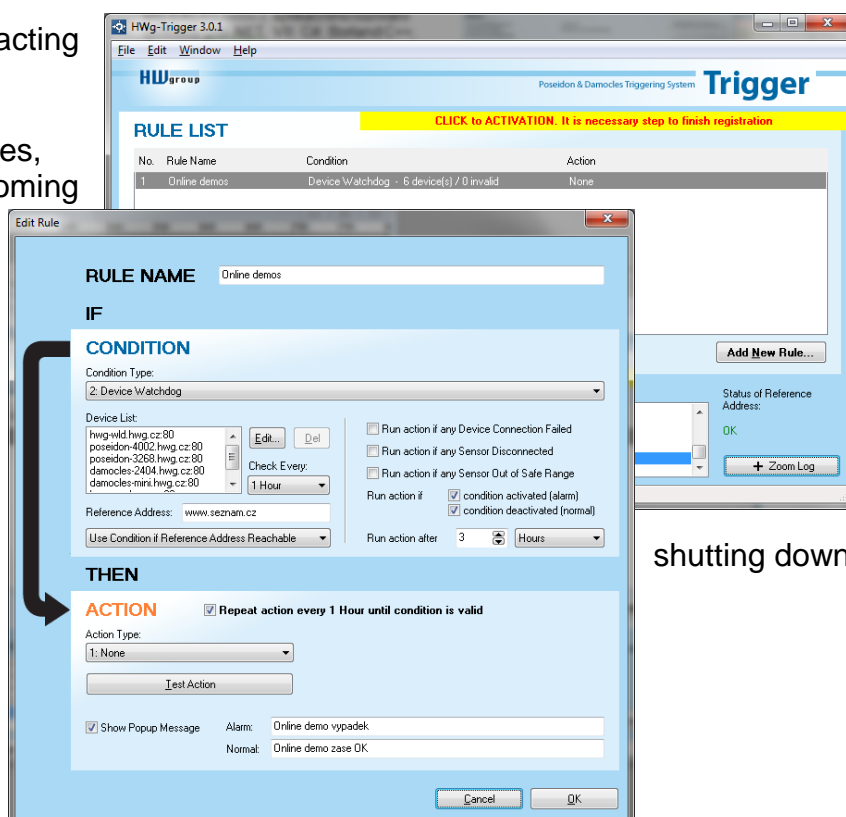 acting
es,
oming
HWg-Trigger 3.0.1
File Edit Window Help
HWgroup
Poseidon & Damocles Triggering System Trigger
RULE LIST
CLICK to ACTIVATION. It is necessary step to finish registration
No. Rule Name Condition Action
1 Online demos Device Watchdog - 6 device(s) / 0 invalid None
Add New Rule...
Status of Reference
Address:
OK
+ Zoom Log
Edit Rule
RULE NAME Online demos
IF
CONDITION
Condition Type:
2: Device Watchdog
Device List:
hwg-wld.hwg.cz:80
poseidon-4002.hwg.cz:80
poseidon-3268.hwg.cz:80
damocles-2404.hwg.cz:80
damocles-mini.hwg.cz:80
Edit... Del
Check Every:
1 Hour
Reference Address: www.seznam.cz
Use Condition if Reference Address Reachable
Run action if any Device Connection Failed
Run action if any Sensor Disconnected
Run action if any Sensor Out of Safe Range
Run action if condition activated (alarm)
condition deactivated (normal)
Run action after 3 Hours
THEN
ACTION Repeat action every 1 Hour until condition is valid
Action Type:
1: None
Test Action
Show Popup Message Alarm: Online demo vypadek
Normal: Online demo zase OK
Cancel OK
shutting down